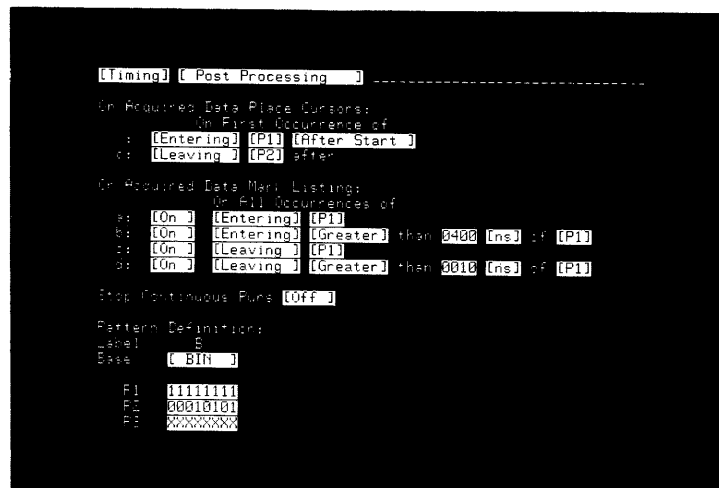 [Timing] [ Post Processing    ]
On Acquired Data Place Cursors:
On First Occurrence of
[Entering] [P1] [After Start ]
o: [Leaving ] [P2] after
On Acquired Data Mark Listing:
On All Occurrences of
a: [On ] [Entering] [P1]
b: [On ] [Entering] [Greater] than 0400 [ns] of [P1]
c: [On ] [Leaving ] [P1]
d: [On ] [Leaving ] [Greater] than 0010 [ns] of [P1]
Stop Continuous Runs [Off ]
Pattern Definition:
Label B
Base [ BIN  ]
P1 11111111
P2 00010101
P3 XXXXXXXX